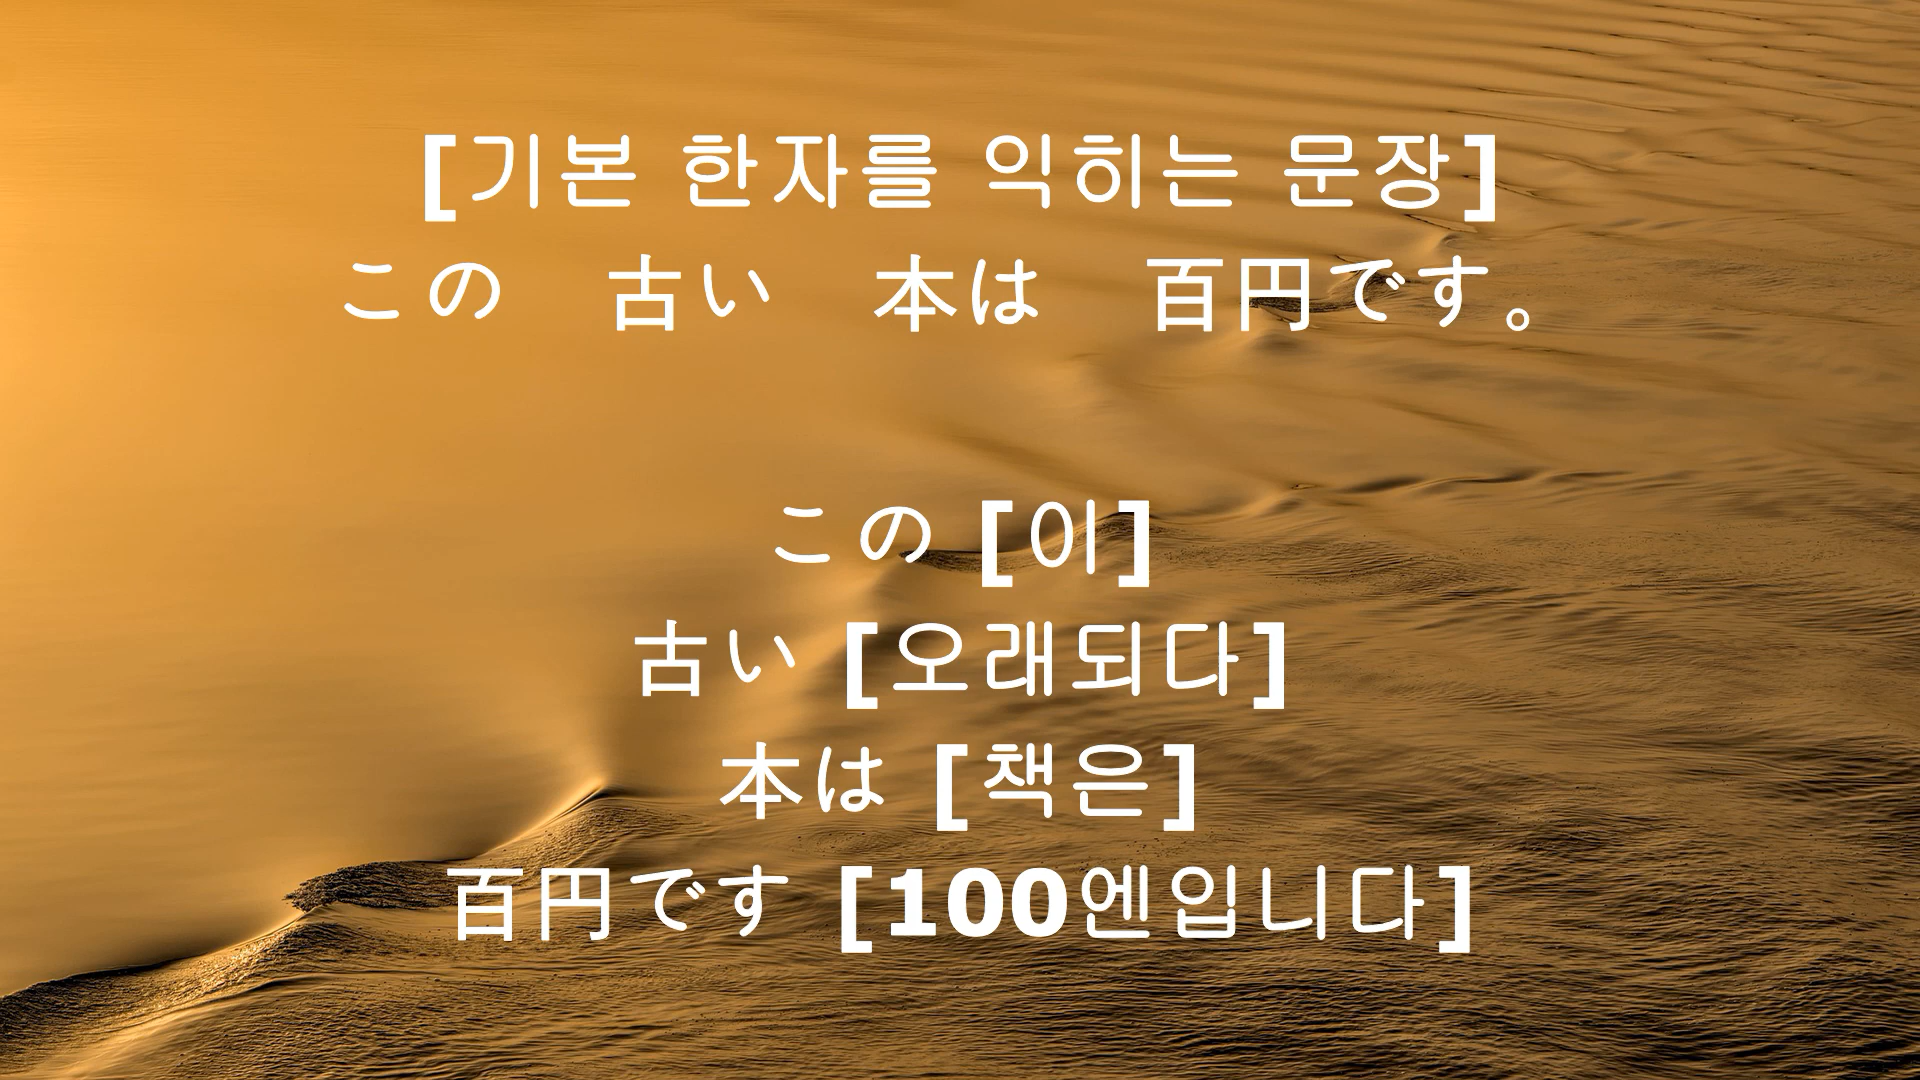 [기본 한자를 익히는 문장]
この　古い　本は　百円です。
この [이]
古い [오래되다]
本は [책은]
百円です [100엔입니다]